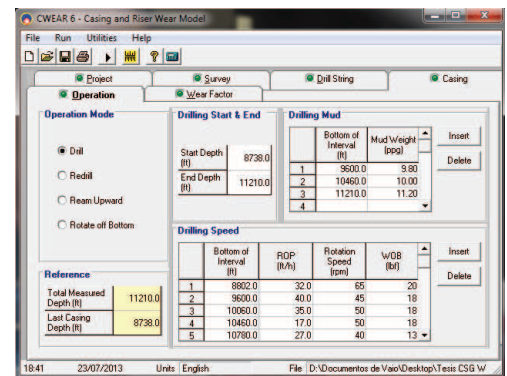 CWEAR 6 - Casing and Riser Wear Model
File Run Utilities Help
Project Survey Drill String Casing
Operation Wear Factor
Operation Mode
Drill
Redrill
Ream Upward
Rotate off Bottom
Reference
Total Measured Depth (ft) 11210.0
Last Casing Depth (ft) 8738.0
Drilling Start & End
Start Depth (ft) 8738.0
End Depth (ft) 11210.0
Drilling Mud
Bottom of Interval (ft) Mud Weight (ppg)
1 9600.0 9.80
2 10460.0 10.00
3 11210.0 11.20
4
Insert
Delete
Drilling Speed
Bottom of Interval (ft) ROP (ft/h) Rotation Speed (rpm) WOB (lbf)
1 8802.0 32.0 65 20
2 9600.0 40.0 45 18
3 10060.0 35.0 50 18
4 10460.0 17.0 50 18
5 10780.0 27.0 40 13
Insert
Delete
18:41 23/07/2013 Units English File D:\Documentos de Vaio\Desktop\Tesis CSG W